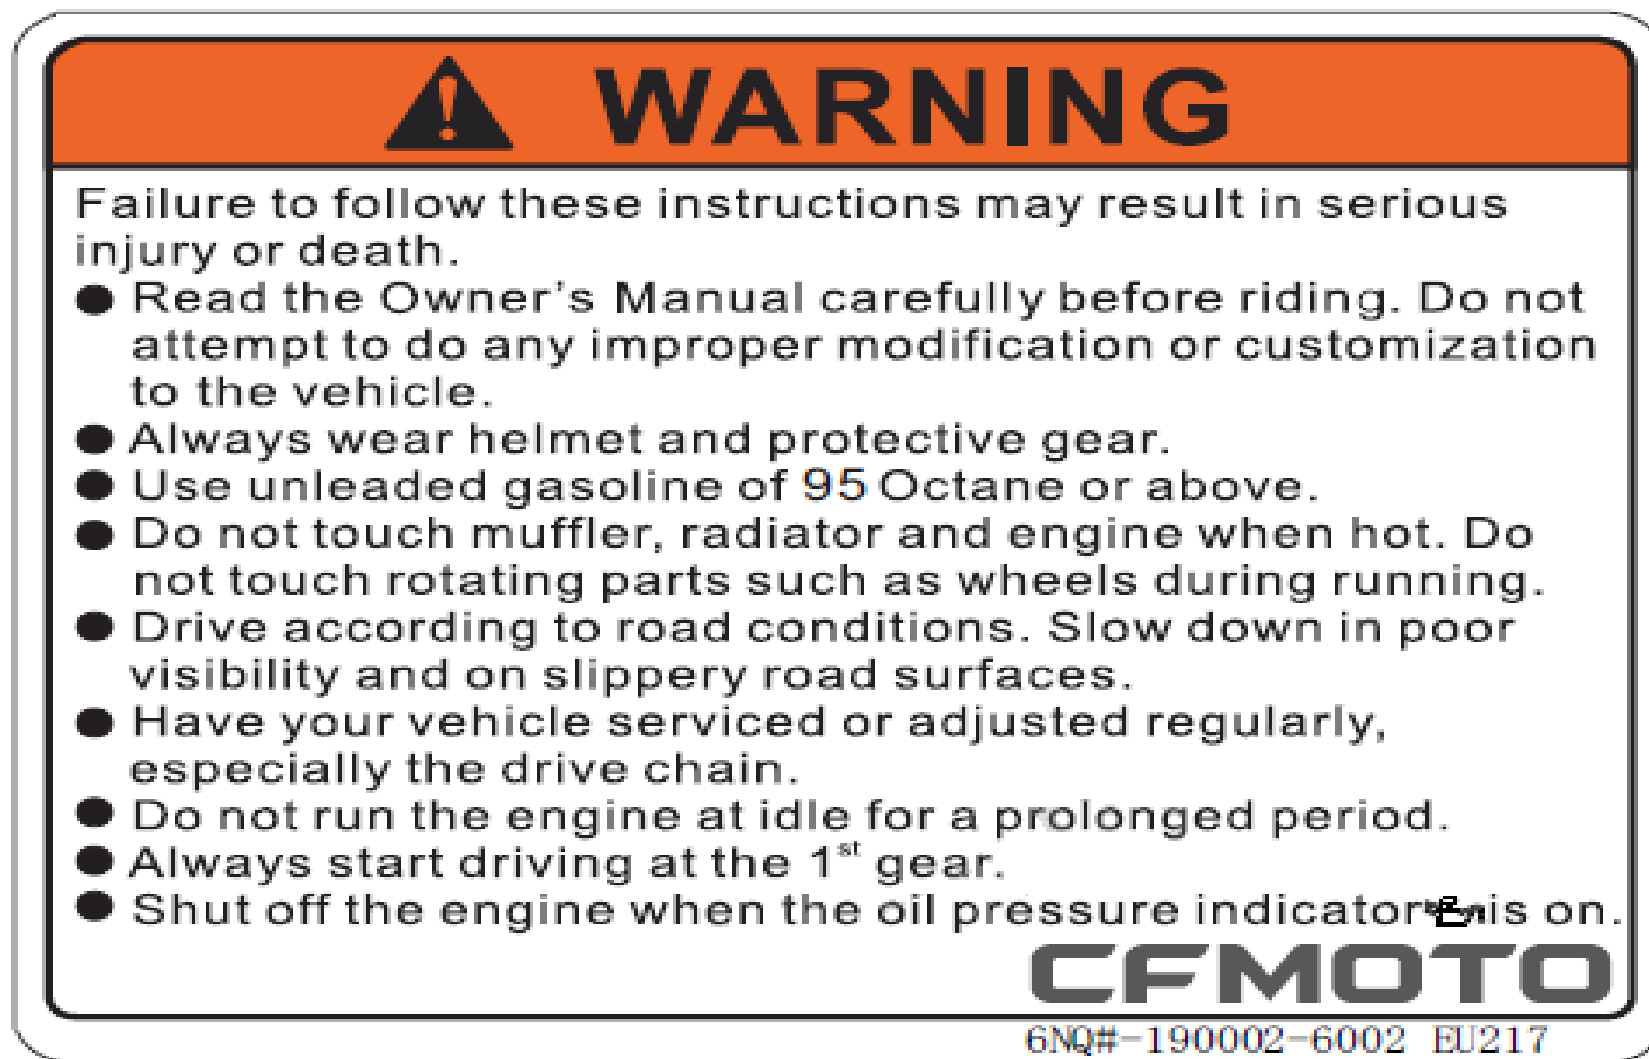 WARNING
Failure to follow these instructions may result in serious
injury or death.
● Read the Owner's Manual carefully before riding. Do not
attempt to do any improper modification or customization
to the vehicle.
● Always wear helmet and protective gear.
● Use unleaded gasoline of 95 Octane or above.
● Do not touch muffler, radiator and engine when hot. Do
not touch rotating parts such as wheels during running.
● Drive according to road conditions. Slow down in poor
visibility and on slippery road surfaces.
● Have your vehicle serviced or adjusted regularly,
especially the drive chain.
● Do not run the engine at idle for a prolonged period.
● Always start driving at the 1st gear.
● Shut off the engine when the oil pressure indicator is on.
CFMOTO
6NQ#-190002-6002 EU217